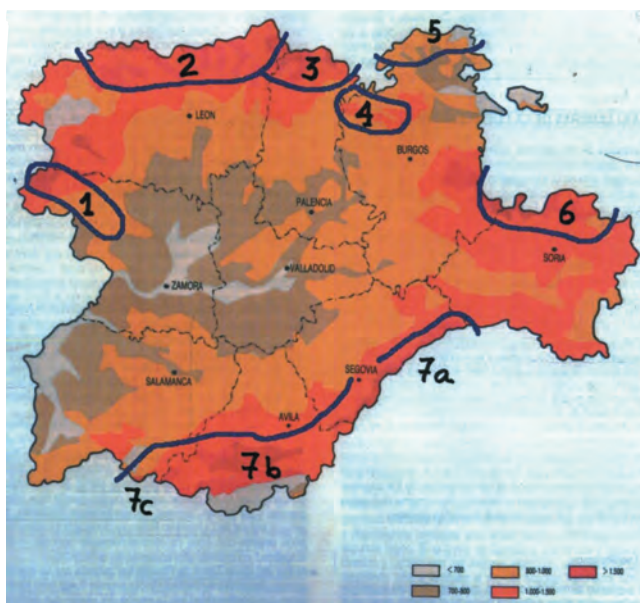 5
2
3
LEON
4
BURGOS
1
PALENCIA
6
SORIA
VALLADOLID
ZAMORA
7a
SEGOVIA
SALAMANCA
AVILA
7b
7c
<700
800-1.000
>1.500
700-800
1.000-1.500